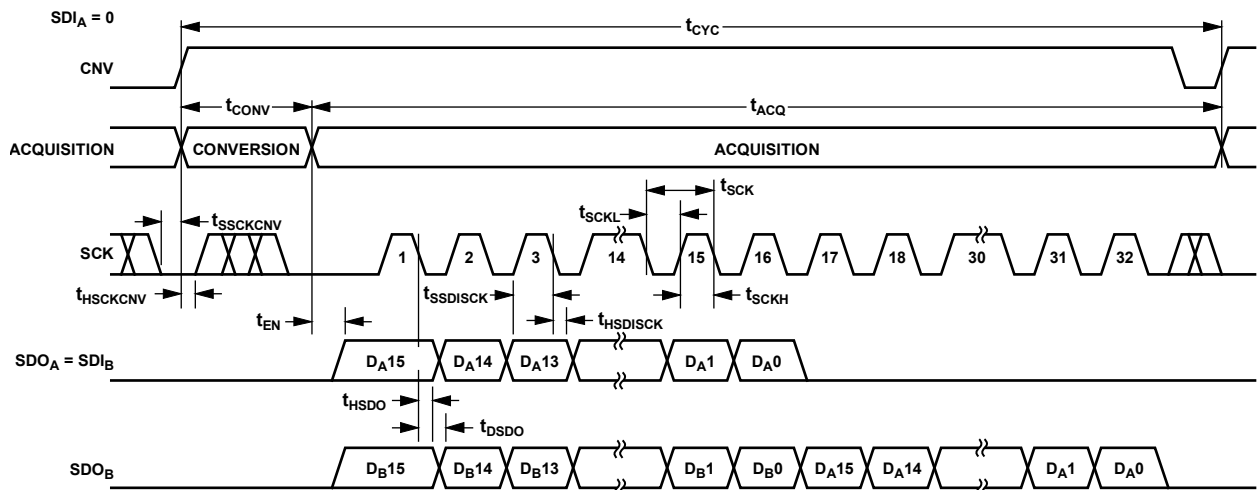 SDIA = 0
tCYC
CNV
tCONV
tACQ
ACQUISITION
CONVERSION
ACQUISITION
tSCK
tSCKL
tSSCKCNV
SCK
1 2 3 14 15 16 17 18 30 31 32
tHSCKCNV
tSSDISCK
tSCKH
tEN
tHSDISCK
SDOA = SDIB
DA15 DA14 DA13 DA1 DA0
tHSDO
tDSDO
SDOB
DB15 DB14 DB13 DB1 DB0 DA15 DA14 DA1 DA0